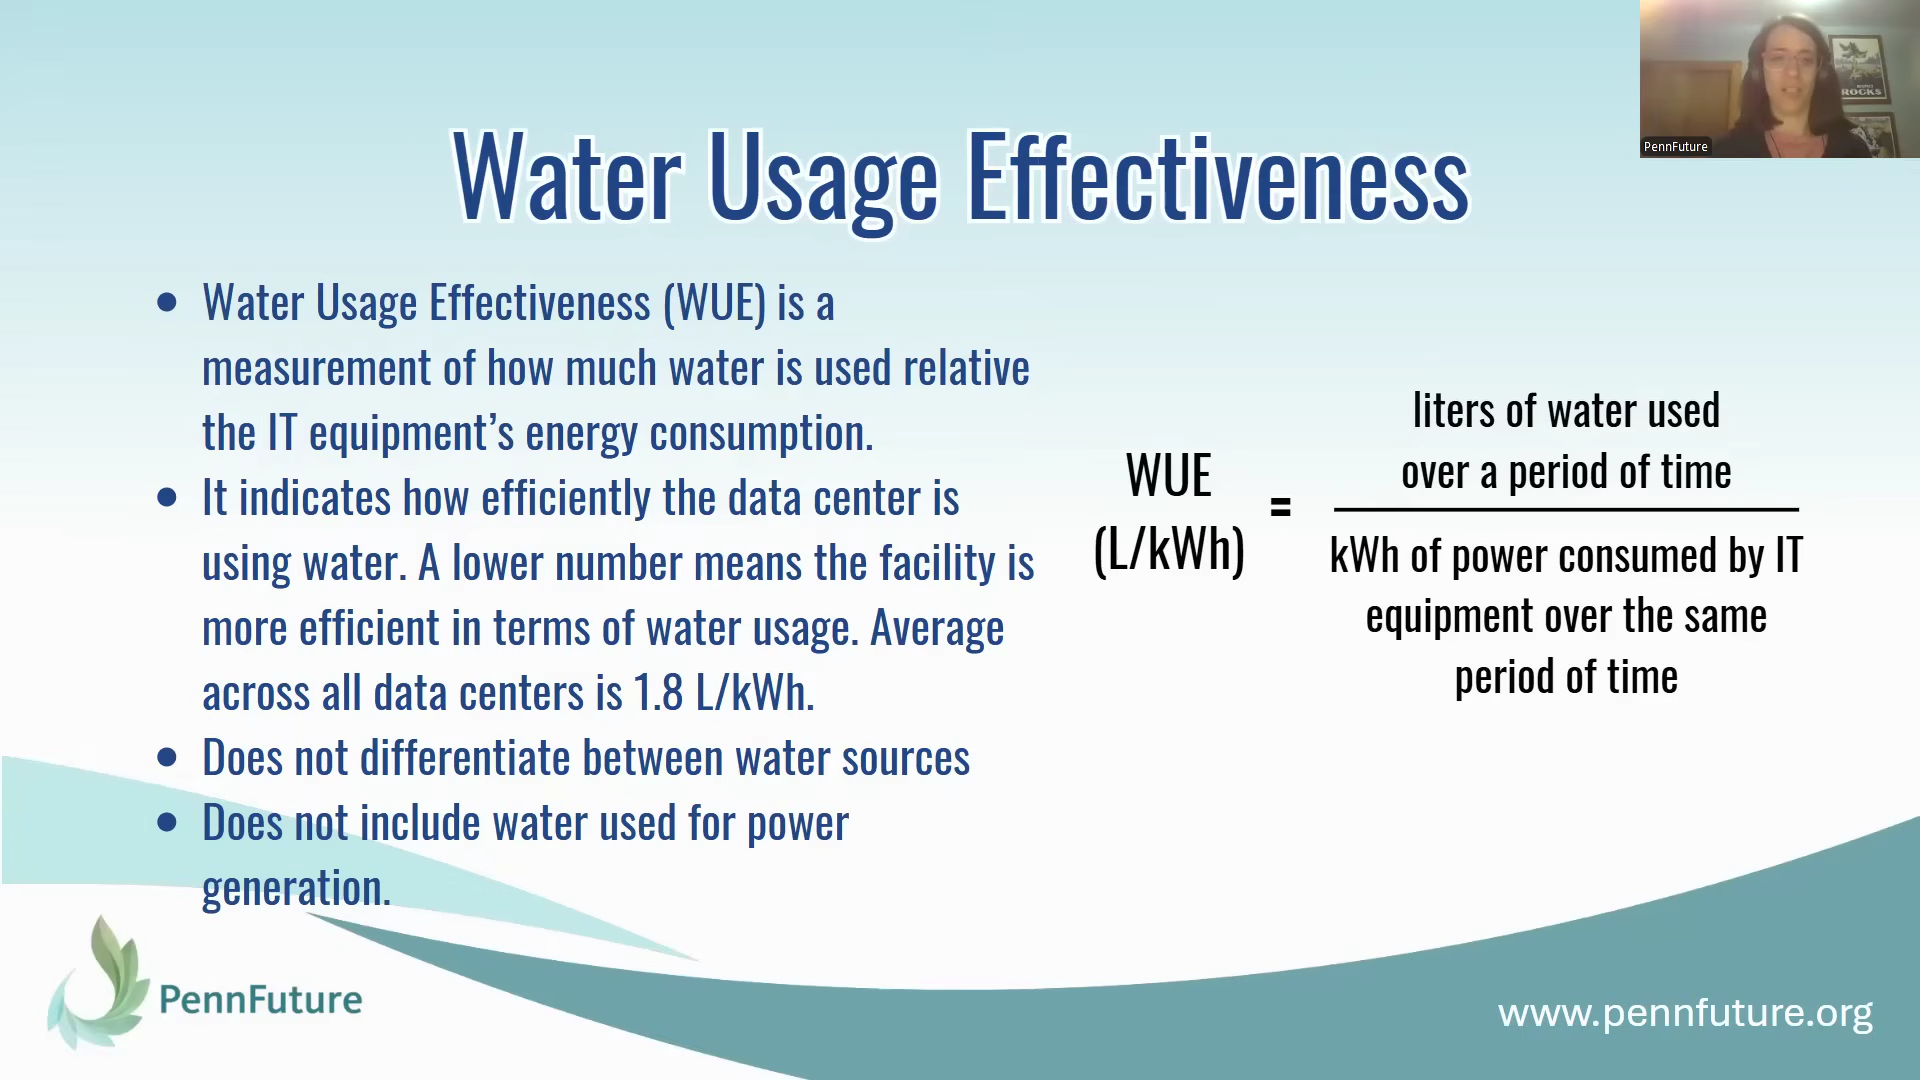 ROCKS
PennFuture
Water Usage Effectiveness
● Water Usage Effectiveness (WUE) is a
measurement of how much water is used relative
the IT equipment’s energy consumption.
● It indicates how efficiently the data center is
using water. A lower number means the facility is
more efficient in terms of water usage. Average
across all data centers is 1.8 L/kWh.
● Does not differentiate between water sources
● Does not include water used for power
generation.
WUE
(L/kWh)
=
liters of water used
over a period of time
kWh of power consumed by IT
equipment over the same
period of time
PennFuture
www.pennfuture.org